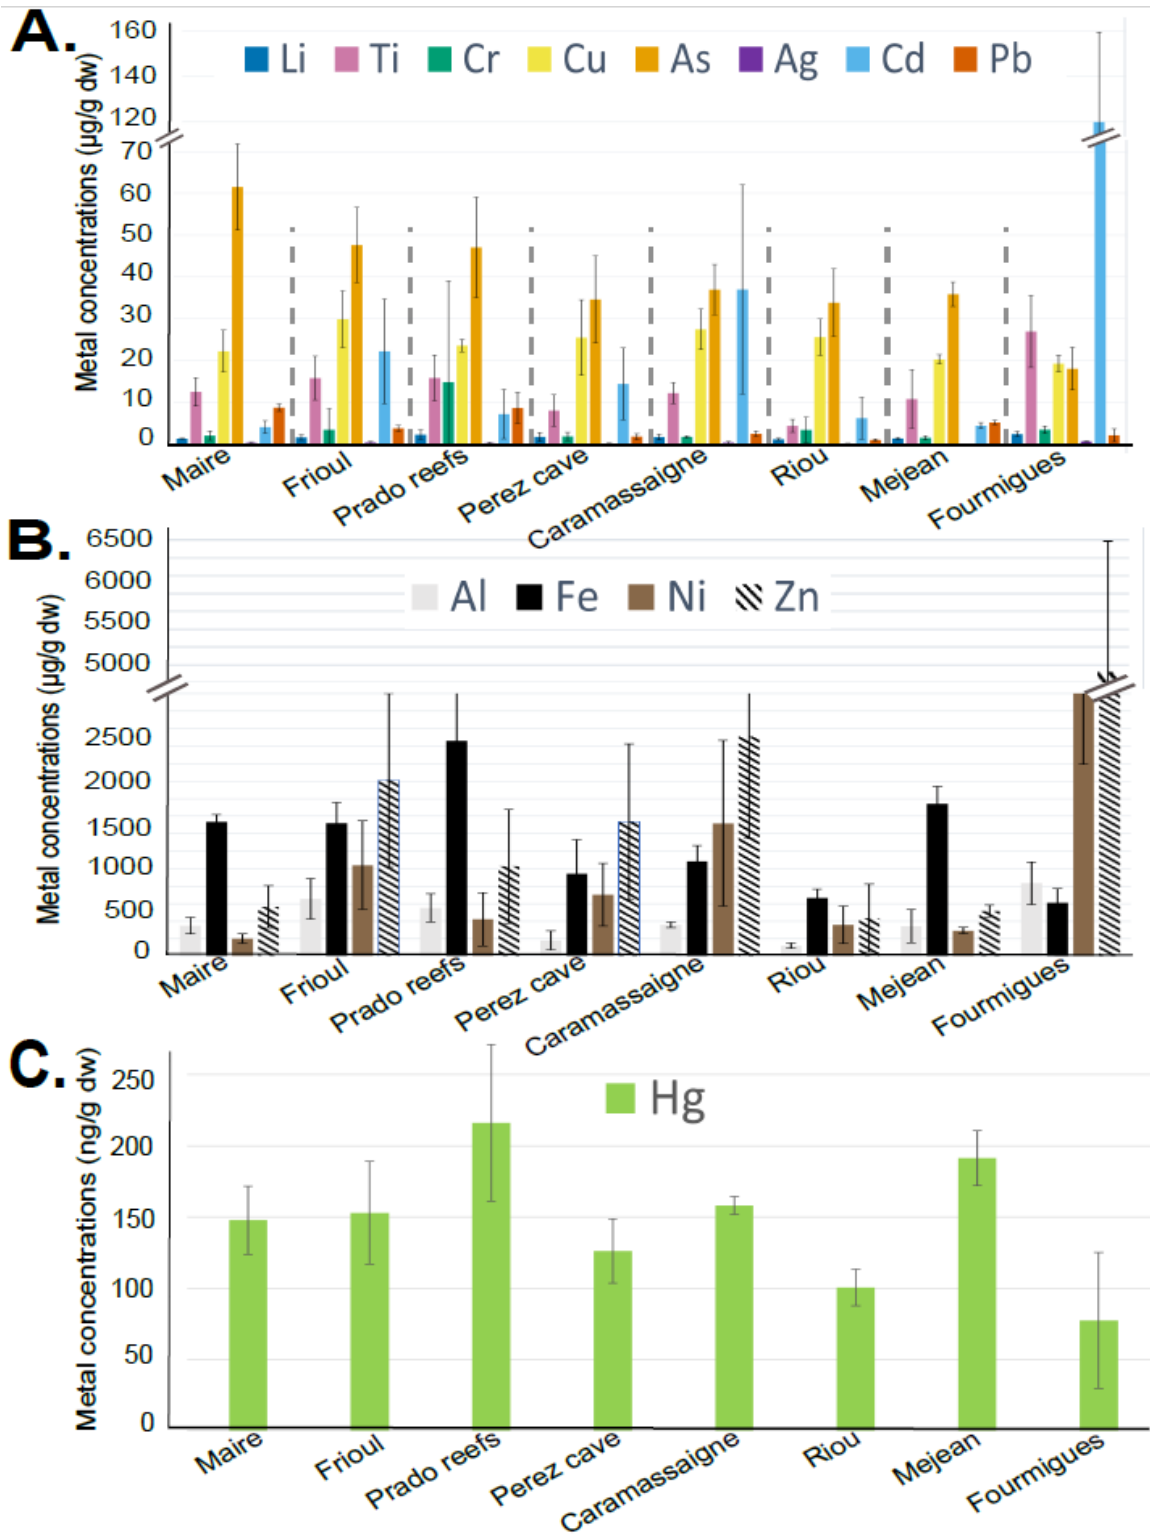 A.
Metal concentrations (µg/g dw)
160
140
120
70
60
50
40
30
20
10
0
Li Ti Cr Cu As Ag Cd Pb
Maire Frioul Prado reefs Perez cave Caramassaigne Riou Mejean Fourmigues
B.
Metal concentrations (µg/g dw)
6500
6000
5500
5000
2500
2000
1500
1000
500
0
Al Fe Ni Zn
Maire Frioul Prado reefs Perez cave Caramassaigne Riou Mejean Fourmigues
C.
Metal concentrations (ng/g dw)
250
200
150
100
50
0
Hg
Maire Frioul Prado reefs Perez cave Caramassaigne Riou Mejean Fourmigues